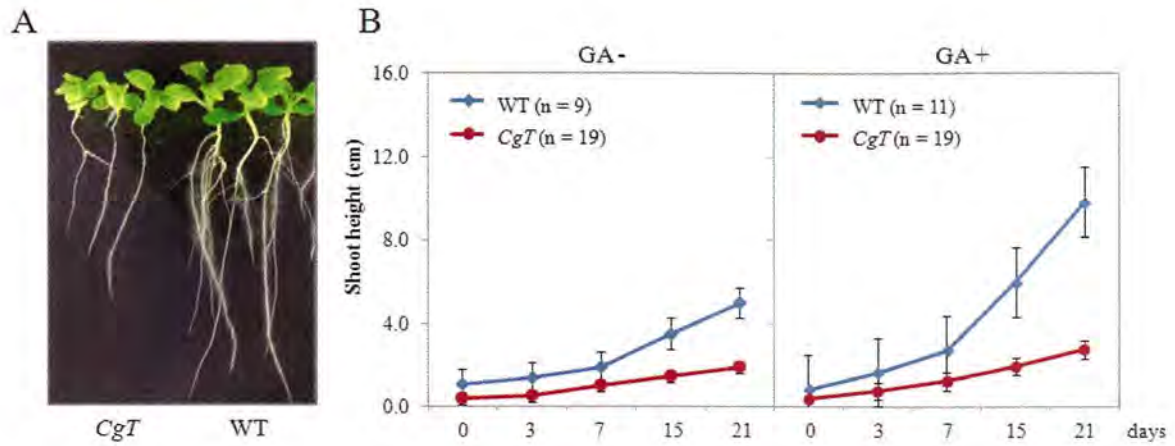 A
B
CgT WT
GA- GA+
Shoot height (cm)
16.0
12.0
8.0
4.0
0.0
WT (n = 9)
CgT (n = 19)
WT (n = 11)
CgT (n = 19)
0 3 7 15 21 0 3 7 15 21 days